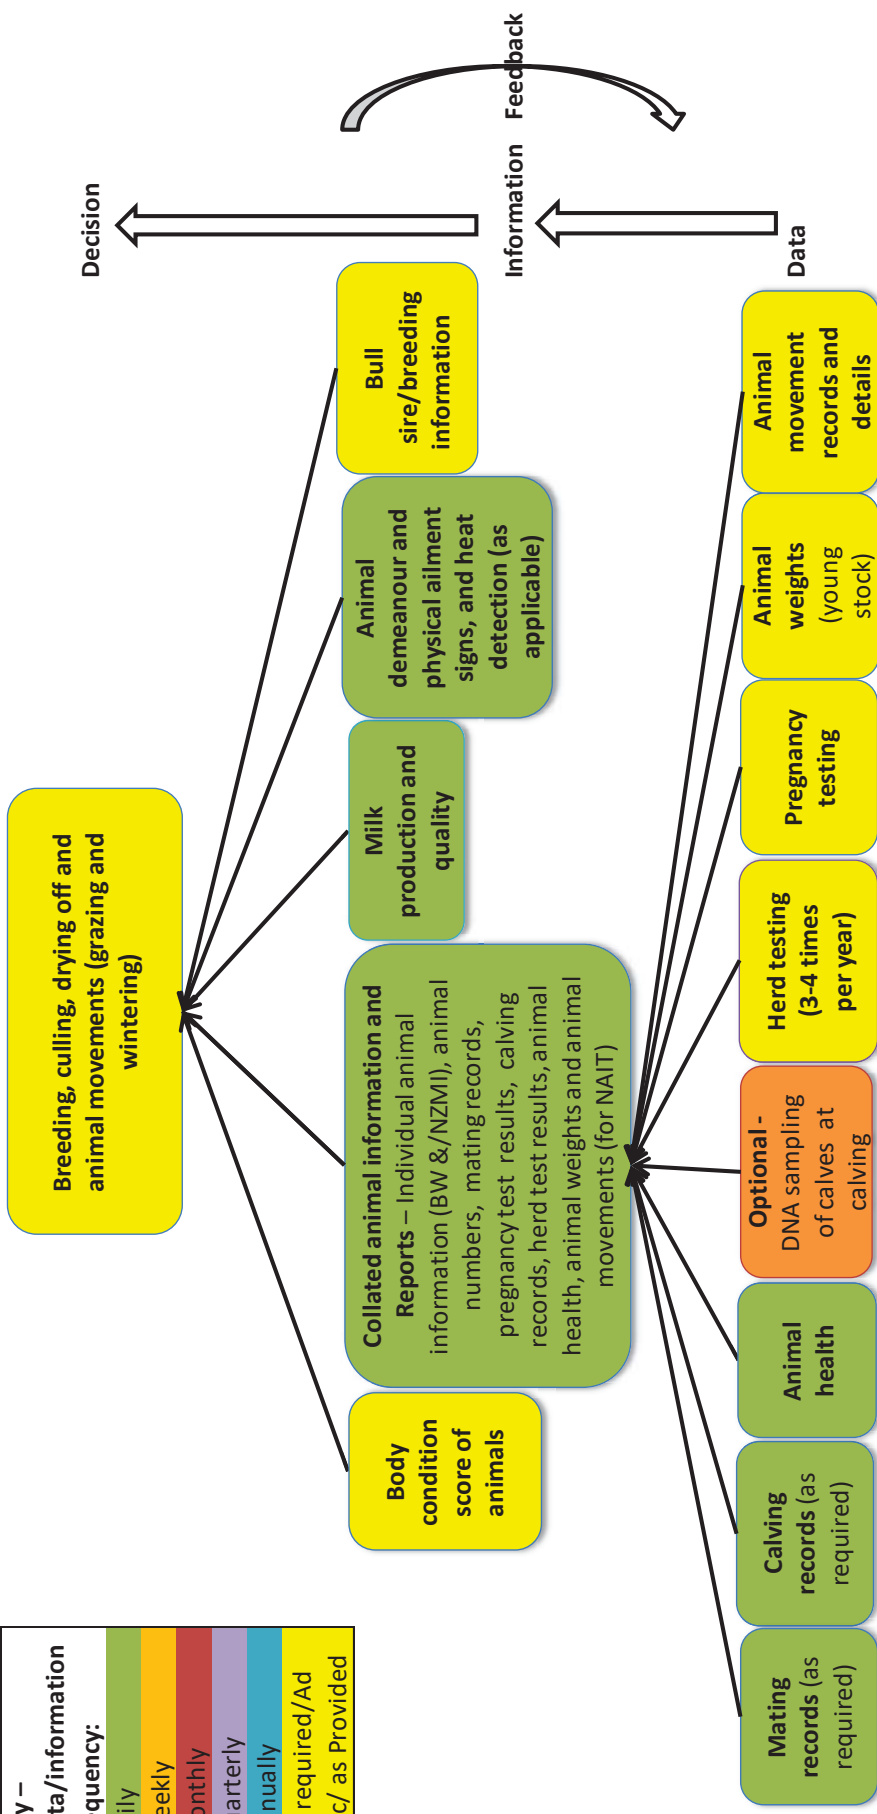 Breeding, culling, drying off and
animal movements (grazing and
wintering)
Decision
Body
condition
score of
animals
Collated animal information and
Reports – Individual animal
information (BW &/NZMI), animal
numbers, mating records,
pregnancy test results, calving
records, herd test results, animal
health, animal weights and animal
movements (for NAIT)
Milk
production and
quality
Animal
demeanour and
physical ailment
signs, and heat
detection (as
applicable)
Bull
sire/breeding
information
Information
Feedback
Mating
records (as
required)
Calving
records (as
required)
Animal
health
Optional -
DNA sampling
of calves at
calving
Herd testing
(3-4 times
per year)
Pregnancy
testing
Animal
weights
(young
stock)
Animal
movement
records and
details
Data
y –
ta/information
quency:
ily
eekly
onthly
arterly
nually
required/Ad
c/ as Provided